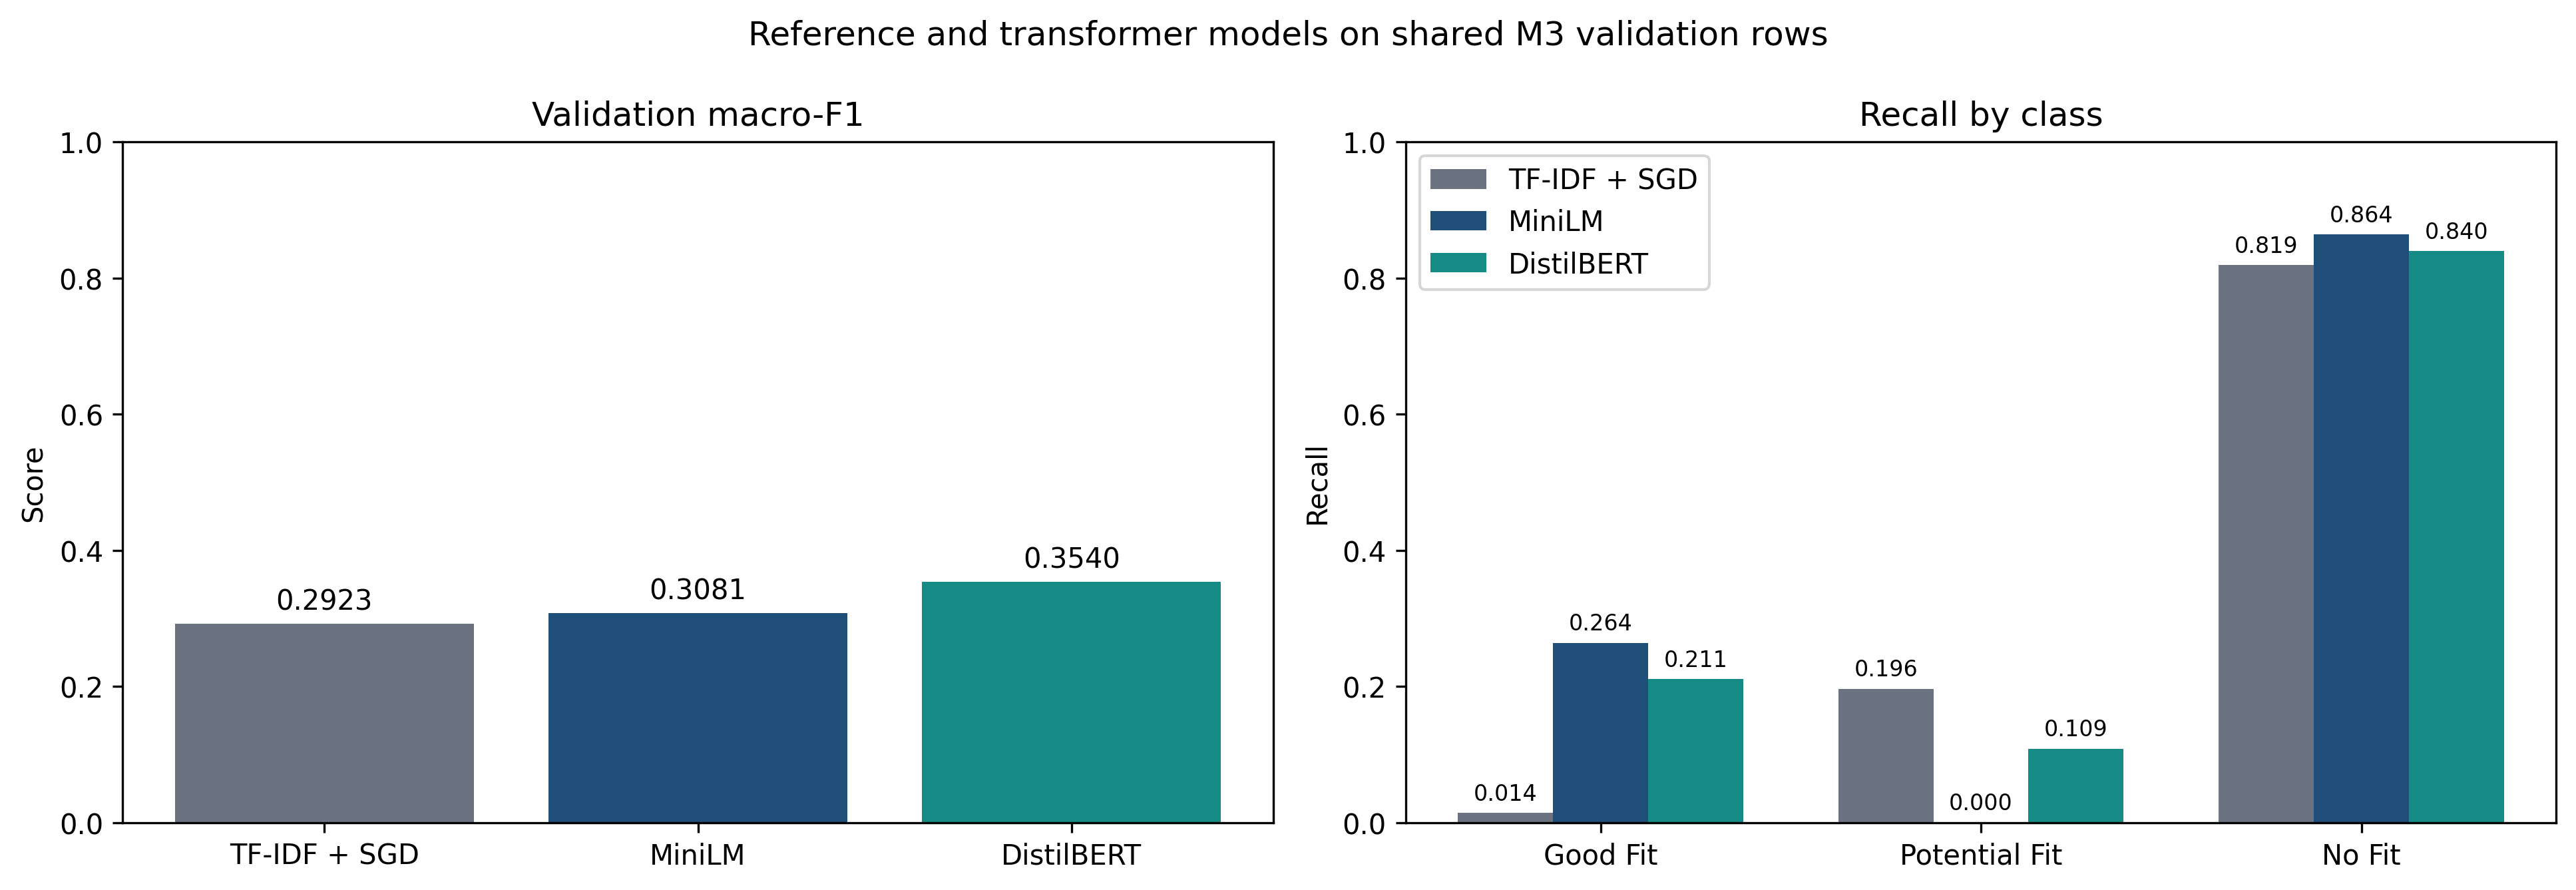 Reference and transformer models on shared M3 validation rows
Validation macro-F1
1.0
0.8
0.6
0.4
0.2
0.0
Score
0.2923
0.3081
0.3540
TF-IDF + SGD
MiniLM
DistilBERT
Recall by class
1.0
0.8
0.6
0.4
0.2
0.0
Recall
TF-IDF + SGD
MiniLM
DistilBERT
0.014
0.264
0.211
0.196
0.000
0.109
0.819
0.864
0.840
Good Fit
Potential Fit
No Fit